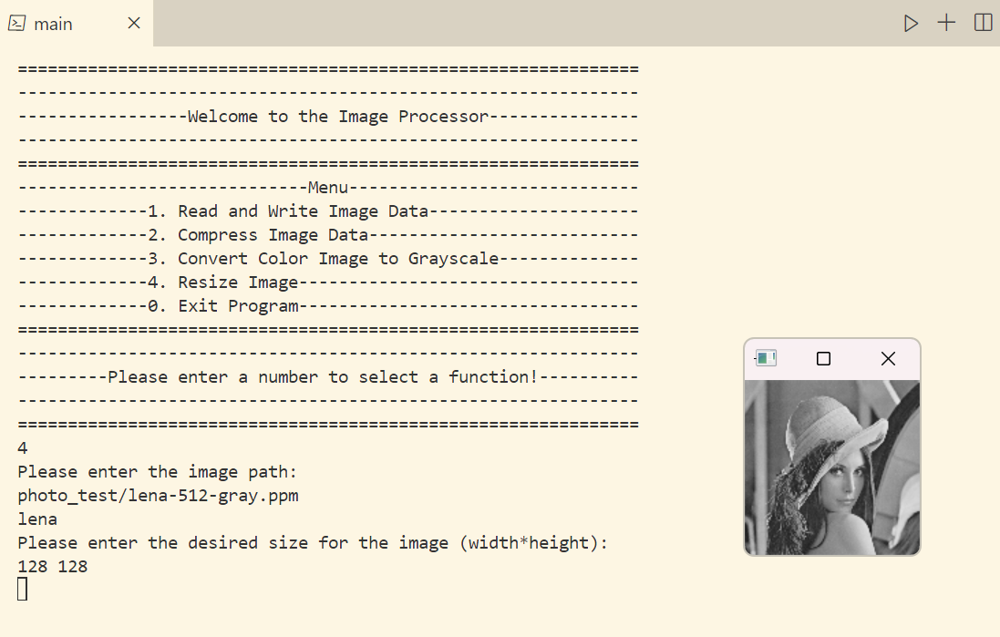 main
==============================================================
--------------------------------------------------------------
-----------------Welcome to the Image Processor---------------
--------------------------------------------------------------
==============================================================
-----------------------------Menu-----------------------------
-------------1. Read and Write Image Data---------------------
-------------2. Compress Image Data---------------------------
-------------3. Convert Color Image to Grayscale--------------
-------------4. Resize Image----------------------------------
-------------0. Exit Program----------------------------------
==============================================================
--------------------------------------------------------------
---------Please enter a number to select a function!----------
--------------------------------------------------------------
==============================================================
4
Please enter the image path:
photo_test/lena-512-gray.ppm
lena
Please enter the desired size for the image (width*height):
128 128